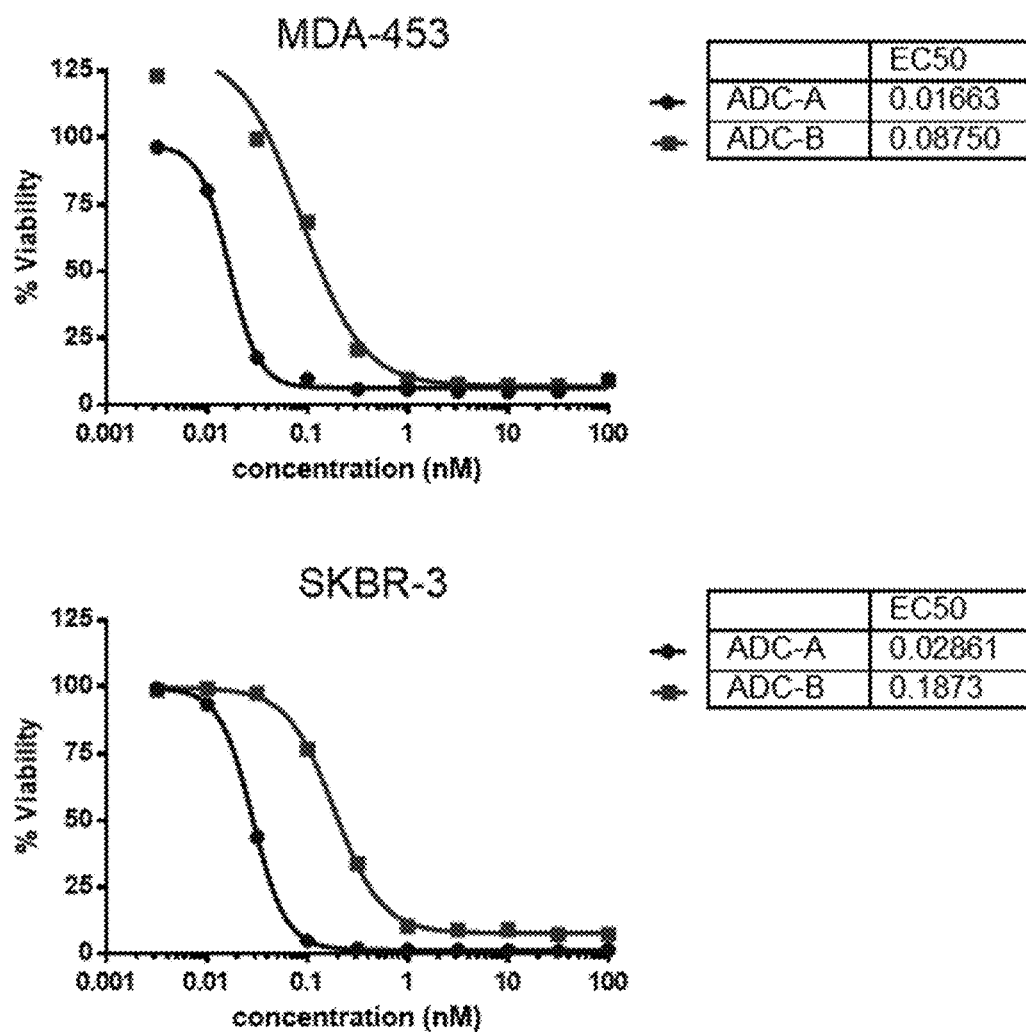 MDA-453
125
100
75
50
25
0
% Viability
0.001 0.01 0.1 1 10 100
concentration (nM)
EC50
ADC-A 0.01663
ADC-B 0.08750
SKBR-3
125
100
75
50
25
0
% Viability
0.001 0.01 0.1 1 10 100
concentration (nM)
EC50
ADC-A 0.02861
ADC-B 0.1873